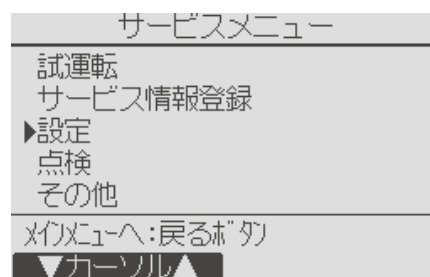 サービスメニュー
試運転
サービス情報登録
▶設定
点検
その他
メインメニューへ:戻るボタン
▼カーソル▲